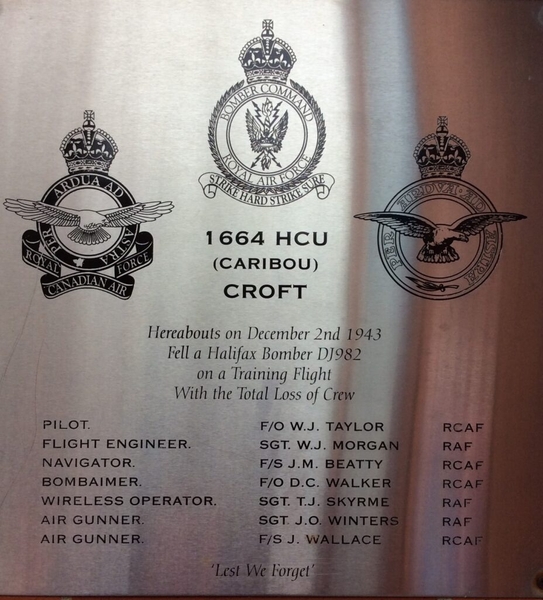 BOMBER COMMAND
ROYAL AIR FORCE
STRIKE HARD STRIKE SURE
PER ARDUA AD ASTRA
ROYAL FORCE
CANADIAN AIR
PER ARDVA AD ASTRA
1664 HCU
(CARIBOU)
CROFT
Hereabouts on December 2nd 1943
Fell a Halifax Bomber DJ982
on a Training Flight
With the Total Loss of Crew
PILOT. F/O W.J. TAYLOR RCAF
FLIGHT ENGINEER. SGT. W.J. MORGAN RAF
NAVIGATOR. F/S J.M. BEATTY RCAF
BOMBAIMER. F/O D.C. WALKER RCAF
WIRELESS OPERATOR. SGT. T.J. SKYRME RAF
AIR GUNNER. SGT. J.O. WINTERS RAF
AIR GUNNER. F/S J. WALLACE RCAF
'Lest We Forget'